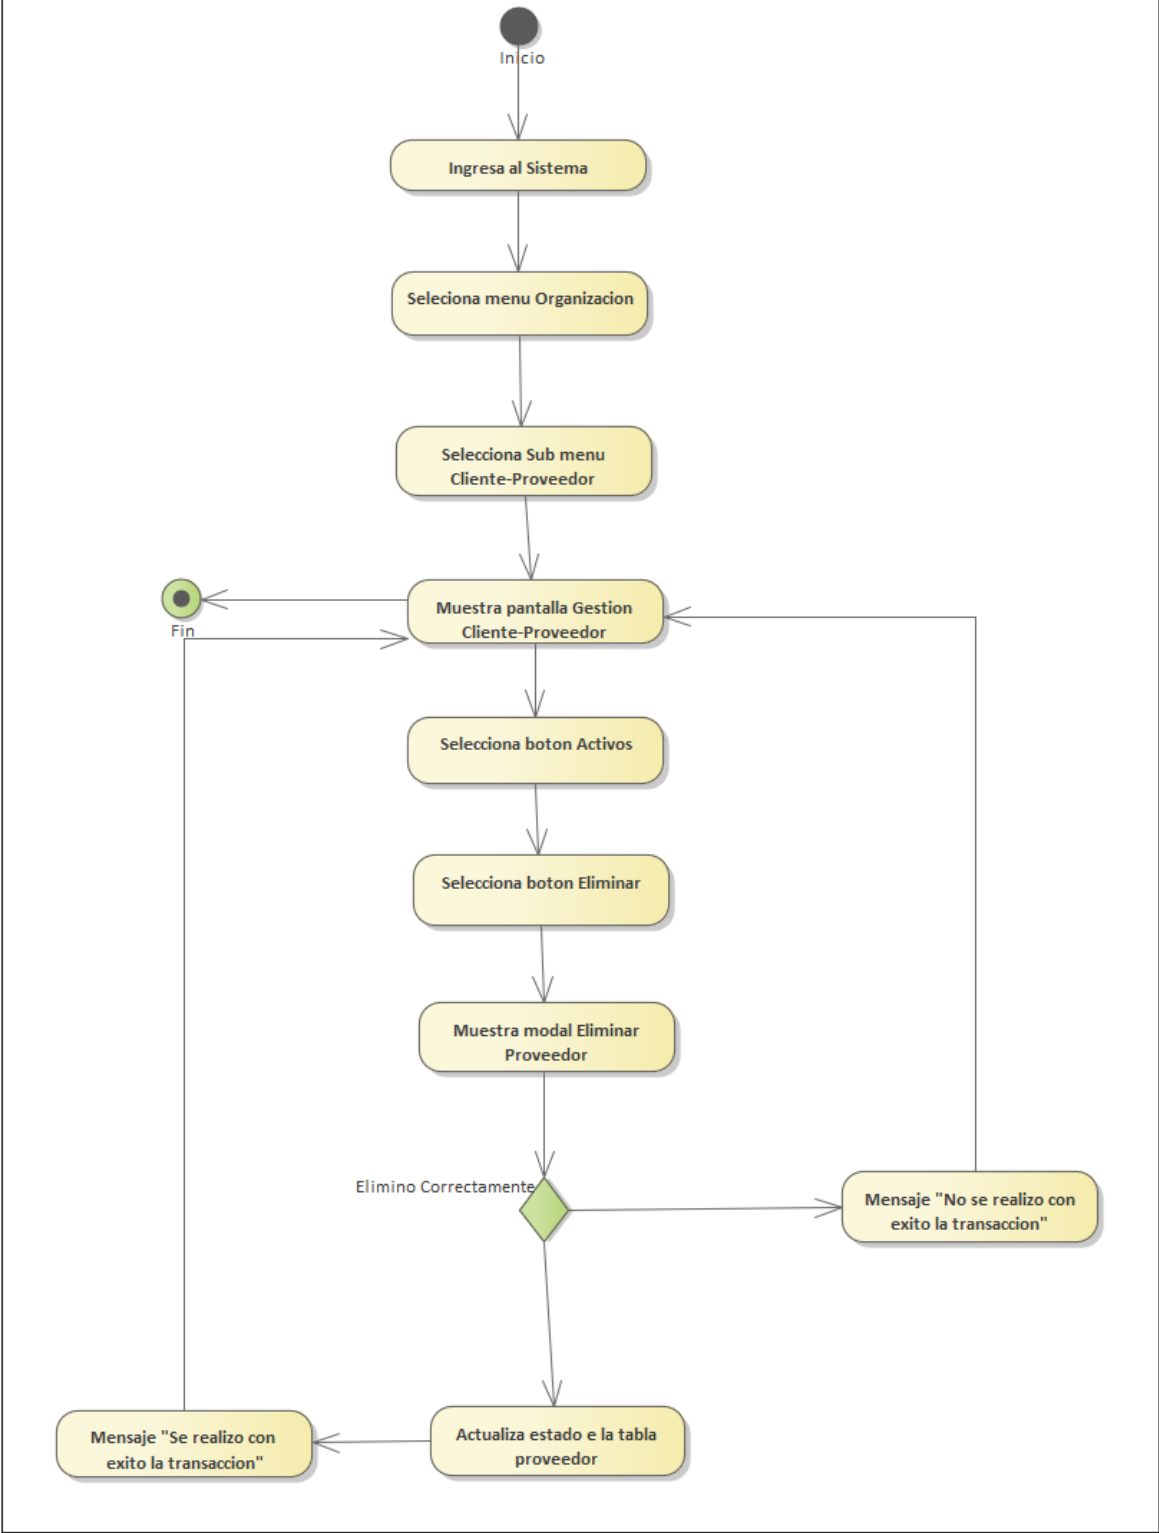 Inicio
Ingresa al Sistema
Seleciona menu Organizacion
Selecciona Sub menu
Cliente-Proveedor
Muestra pantalla Gestion
Cliente-Proveedor
Fin
Selecciona boton Activos
Selecciona boton Eliminar
Muestra modal Eliminar
Proveedor
Elimino Correctamente
Mensaje "No se realizo con
exito la transaccion"
Actualiza estado e la tabla
proveedor
Mensaje "Se realizo con
exito la transaccion"